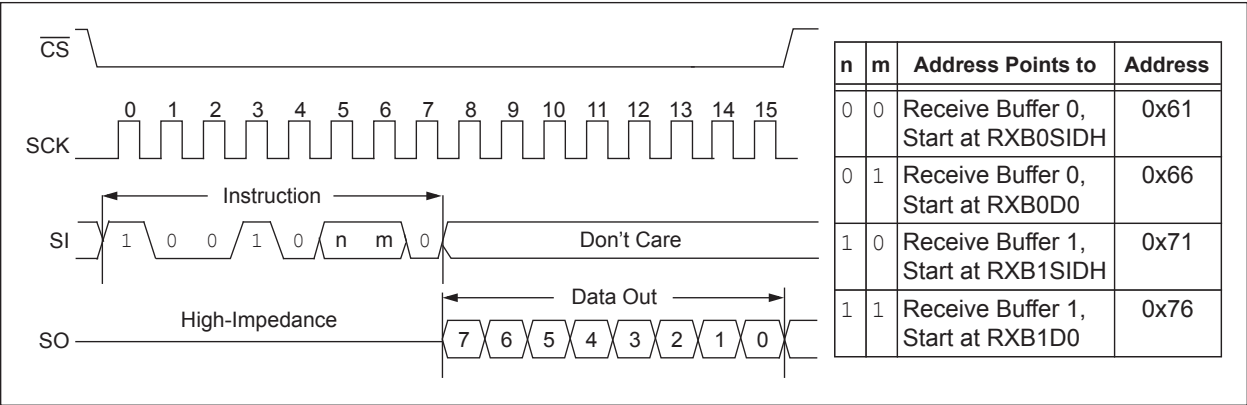 CS
SCK
0 1 2 3 4 5 6 7 8 9 10 11 12 13 14 15
Instruction
SI
1 0 0 1 0 n m 0
Don't Care
Data Out
High-Impedance
SO
7 6 5 4 3 2 1 0
n m Address Points to Address
0 0 Receive Buffer 0, 0x61
Start at RXB0SIDH
0 1 Receive Buffer 0, 0x66
Start at RXB0D0
1 0 Receive Buffer 1, 0x71
Start at RXB1SIDH
1 1 Receive Buffer 1, 0x76
Start at RXB1D0